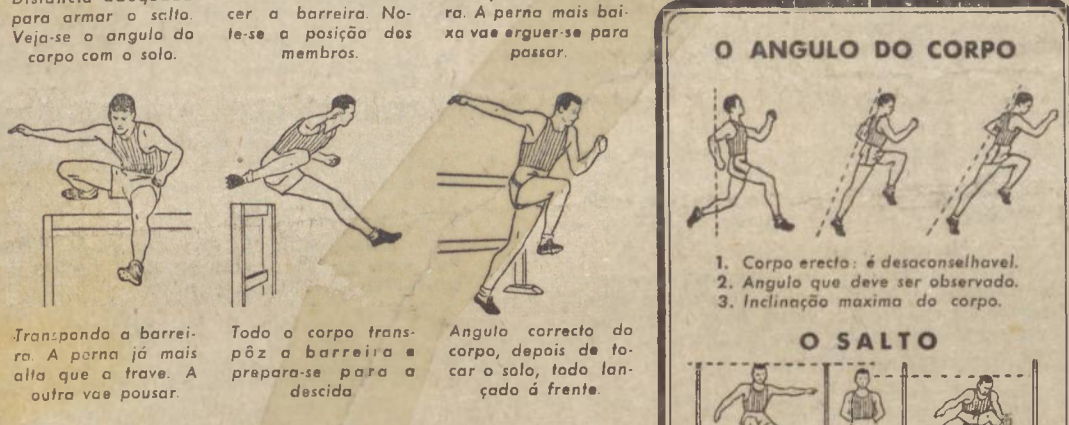 para armar o salto.
Veja-se o angulo do
corpo com o solo.
cer a barreira. No-
te-se a posição dos
membros.
ra. A perna mais bai-
xa vae erguer-se para
passar.
Transpondo a barrei-
ra. A perna já mais
alta que a trave. A
outra vae pousar.
Todo o corpo trans-
pôz a barreira e
prepara-se para a
descida
Angulo correcto do
corpo, depois de to-
car o solo, todo lan-
çado á frente.
O ANGULO DO CORPO
1. Corpo erecto: é desaconselhavel.
2. Angulo que deve ser observado.
3. Inclinação maxima do corpo.
O SALTO